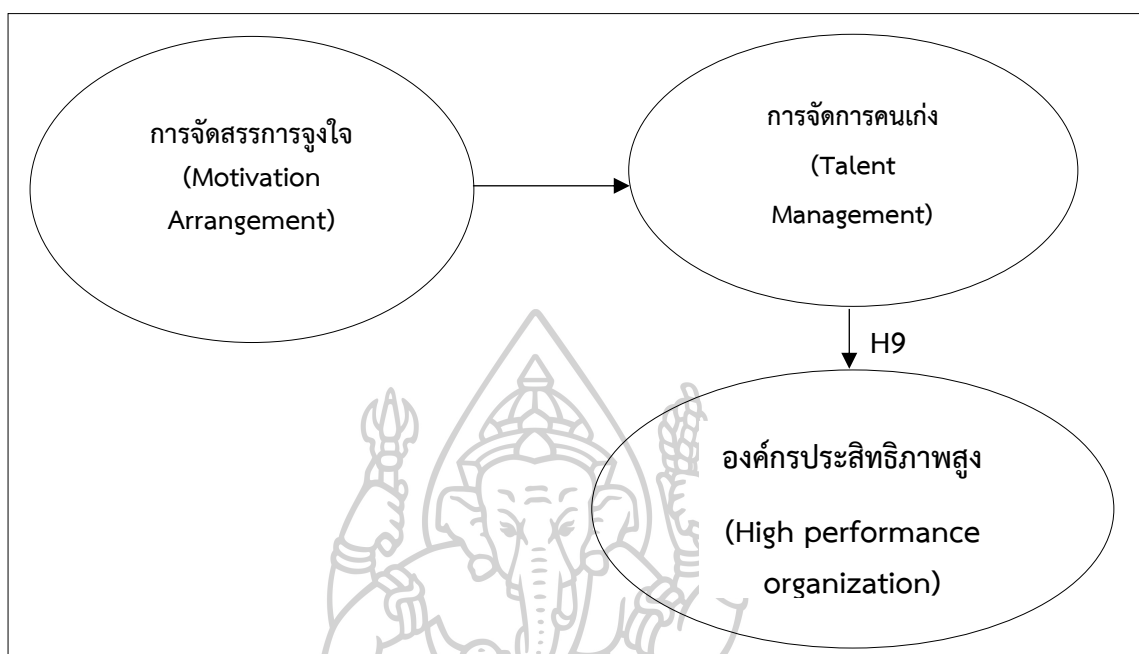 การจัดสรรการจูงใจ
(Motivation
Arrangement)
การจัดการคนเก่ง
(Talent
Management)
H9
องค์กรประสิทธิภาพสูง
(High performance
organization)